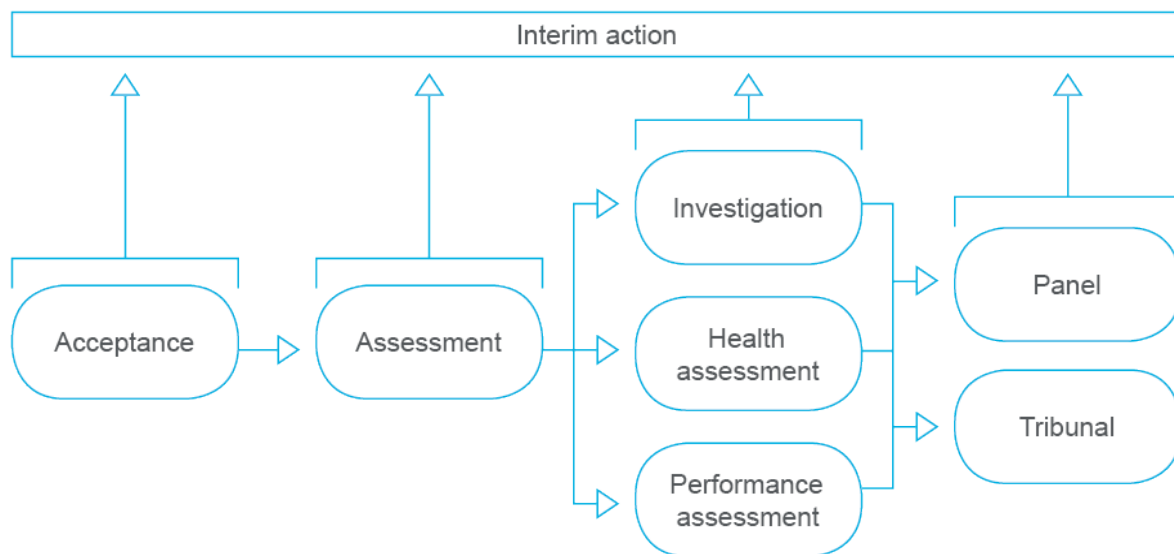 Interim action
Acceptance
Assessment
Investigation
Health
assessment
Performance
assessment
Panel
Tribunal